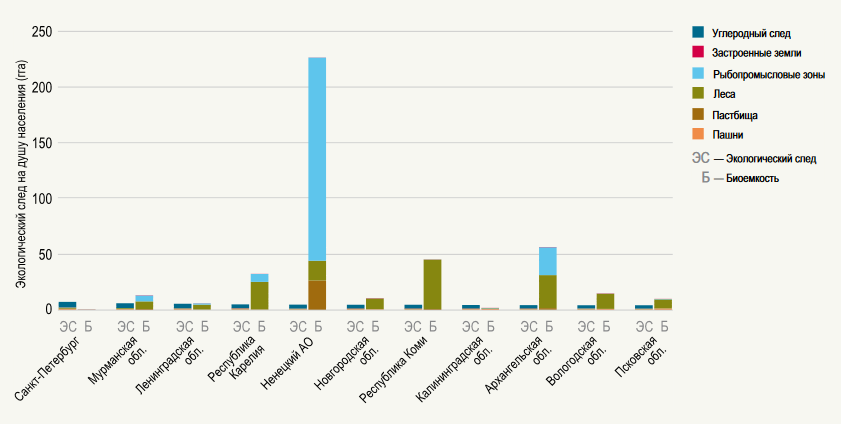 Экологический след на душу населения (гга)
250
200
150
100
50
0
ЭС Б
ЭС Б
ЭС Б
ЭС Б
ЭС Б
ЭС Б
ЭС Б
ЭС Б
ЭС Б
ЭС Б
ЭС Б
Санкт-Петербург
Мурманская
обл.
Ленинградская
обл.
Республика
Карелия
Ненецкий АО
Новгородская
обл.
Республика Коми
Калининградская
обл.
Архангельская
обл.
Вологодская
обл.
Псковская
обл.
Углеродный след
Застроенные земли
Рыбопромысловые зоны
Леса
Пастбища
Пашни
ЭС — Экологический след
Б — Биоемкость